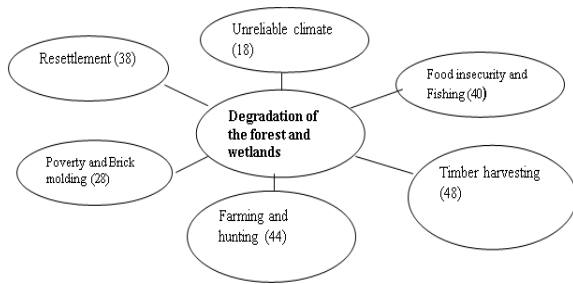 Unreliable climate
(18)
Resettlement (38)
Food insecurity and
Fishing (40)
Degradation of
the forest and
wetlands
Poverty and Brick
molding (28)
Timber harvesting
(48)
Farming and
hunting (44)